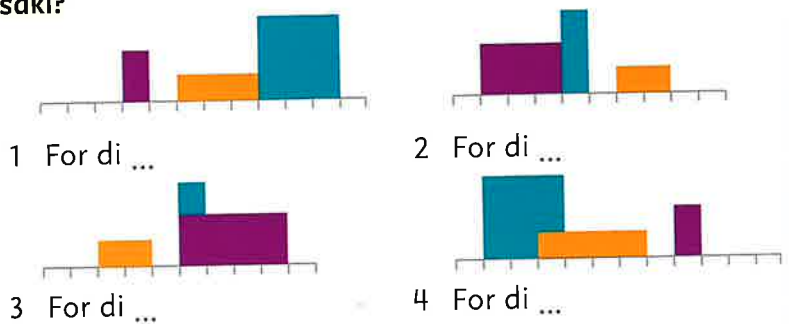 saki?
1 For di ...
2 For di ...
3 For di ...
4 For di ...